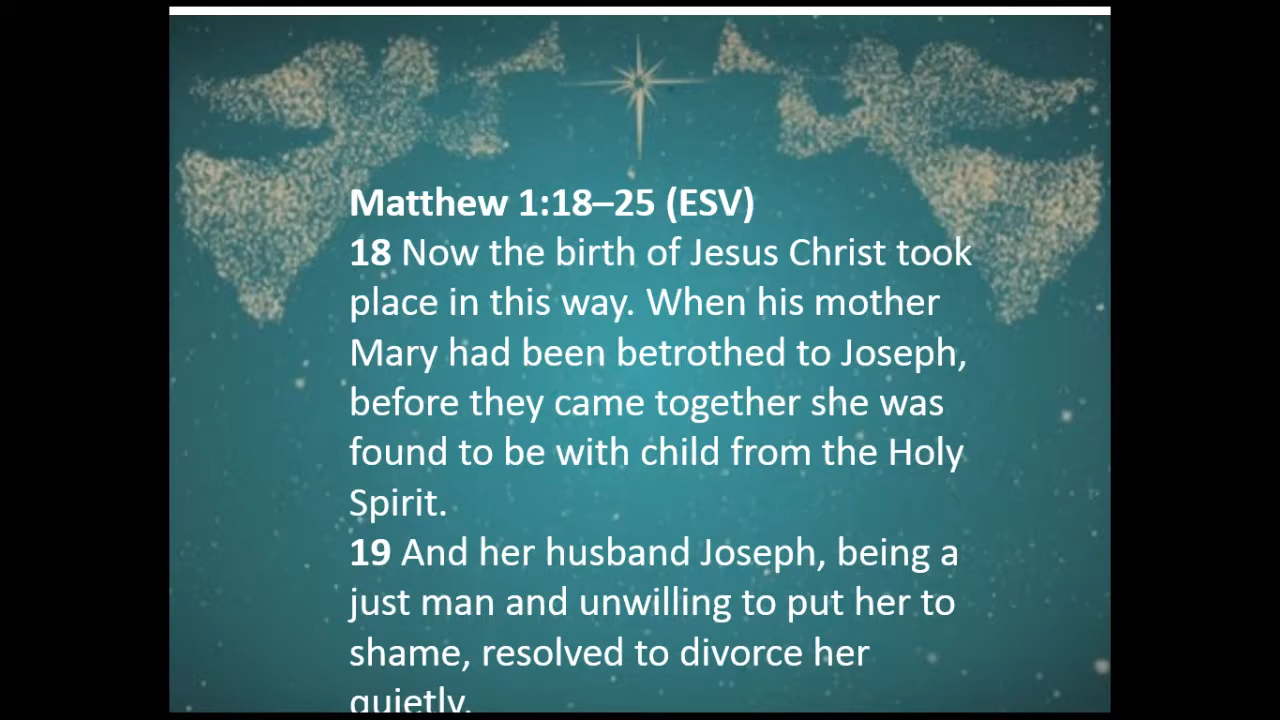 Matthew 1:18–25 (ESV)
18 Now the birth of Jesus Christ took
place in this way. When his mother
Mary had been betrothed to Joseph,
before they came together she was
found to be with child from the Holy
Spirit.
19 And her husband Joseph, being a
just man and unwilling to put her to
shame, resolved to divorce her
quietly.